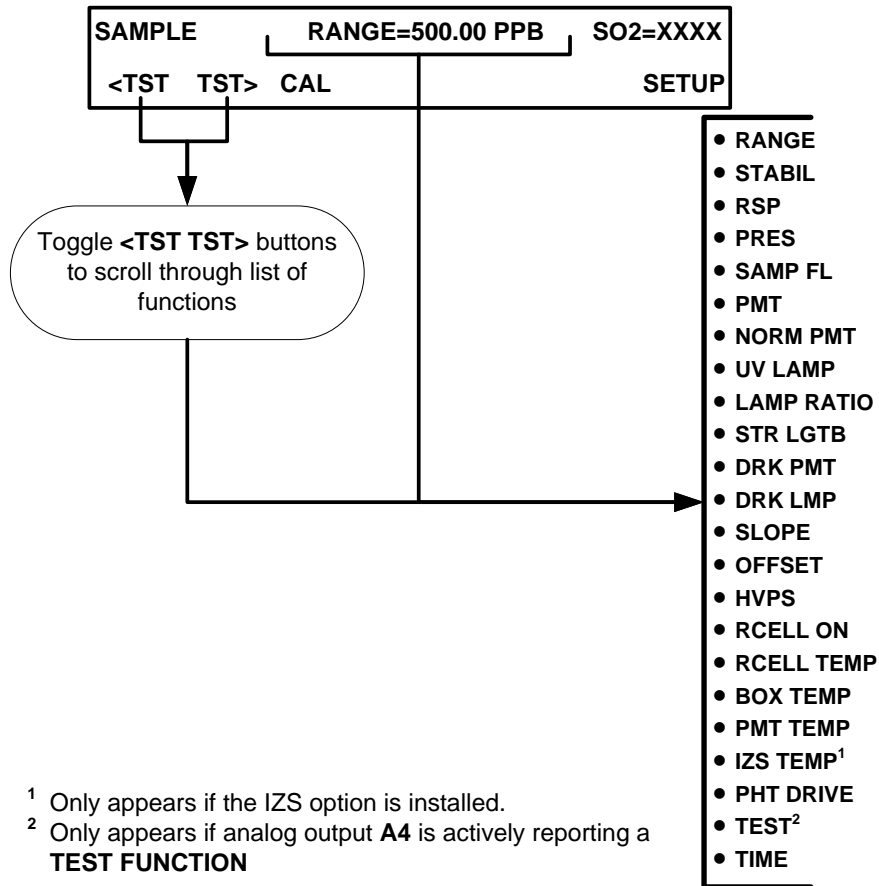 SAMPLE RANGE=500.00 PPB SO2=XXXX
<TST TST> CAL SETUP
Toggle <TST TST> buttons
to scroll through list of
functions
• RANGE
• STABIL
• RSP
• PRES
• SAMP FL
• PMT
• NORM PMT
• UV LAMP
• LAMP RATIO
• STR LGTB
• DRK PMT
• DRK LMP
• SLOPE
• OFFSET
• HVPS
• RCELL ON
• RCELL TEMP
• BOX TEMP
• PMT TEMP
• IZS TEMP¹
• PHT DRIVE
• TEST²
• TIME
¹ Only appears if the IZS option is installed.
² Only appears if analog output A4 is actively reporting a
TEST FUNCTION